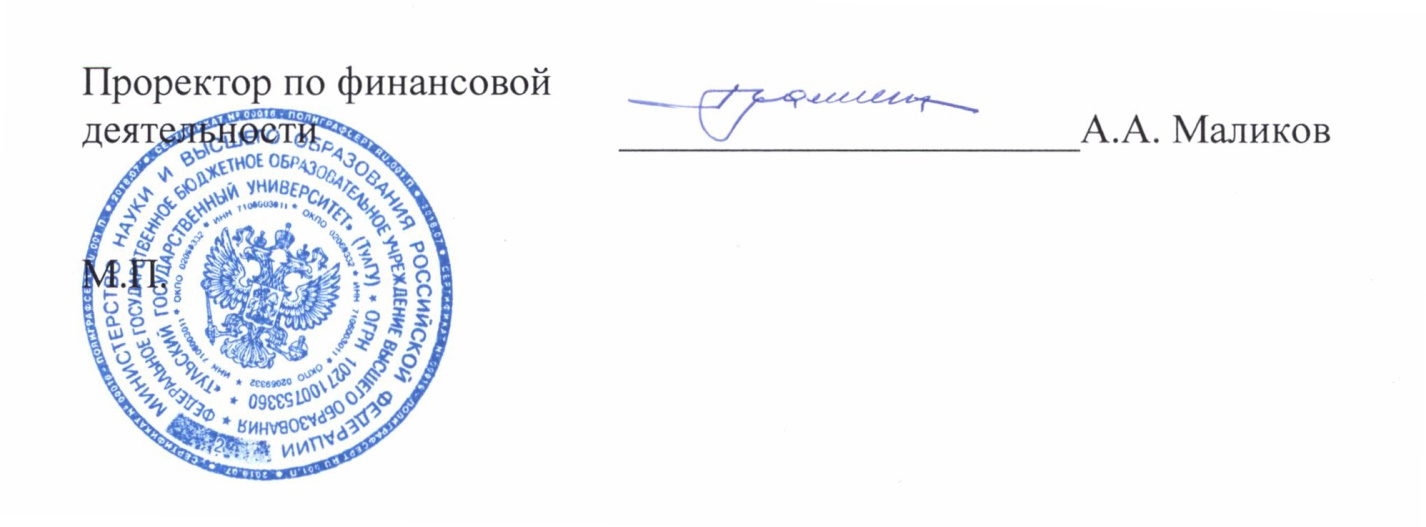 Проректор по финансовой
деятельности
А.А. Маликов
М.П.
МИНИСТЕРСТВО НАУКИ И ВЫСШЕГО ОБРАЗОВАНИЯ РОССИЙСКОЙ ФЕДЕРАЦИИ
ФЕДЕРАЛЬНОЕ ГОСУДАРСТВЕННОЕ БЮДЖЕТНОЕ ОБРАЗОВАТЕЛЬНОЕ УЧРЕЖДЕНИЕ ВЫСШЕГО ОБРАЗОВАНИЯ *
«ТУЛЬСКИЙ ГОСУДАРСТВЕННЫЙ УНИВЕРСИТЕТ» (ТулГУ) * ОГРН 1027100753360 *